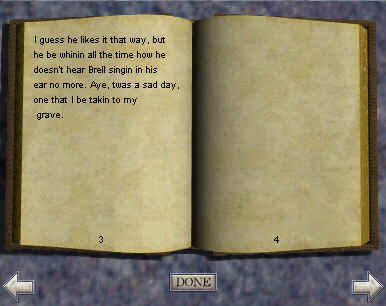 I guess he likes it that way, but
he be whinin all the time how he
doesn't hear Brell singin in his
ear no more. Aye, twas a sad day,
one that I be takin to my
grave.
3
4
DONE